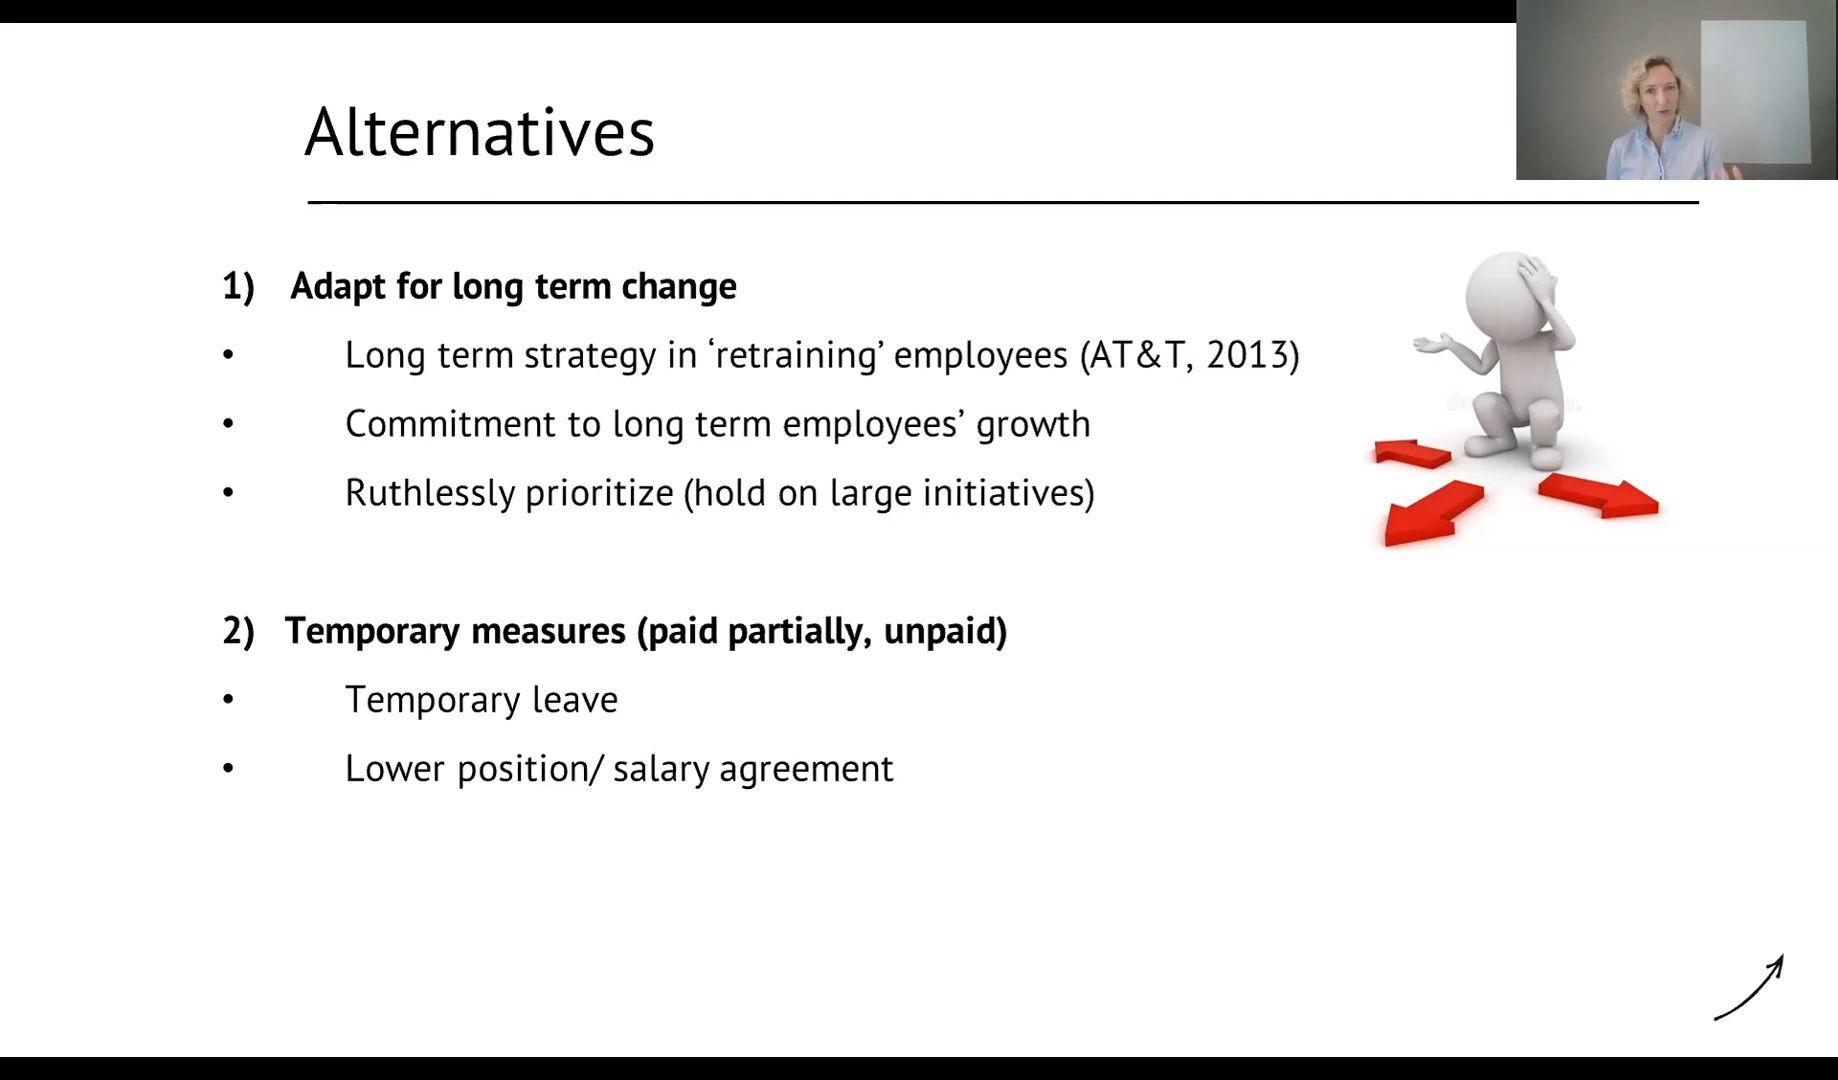 Alternatives
1) Adapt for long term change
• Long term strategy in ‘retraining’ employees (AT&T, 2013)
• Commitment to long term employees’ growth
• Ruthlessly prioritize (hold on large initiatives)
2) Temporary measures (paid partially, unpaid)
• Temporary leave
• Lower position/ salary agreement